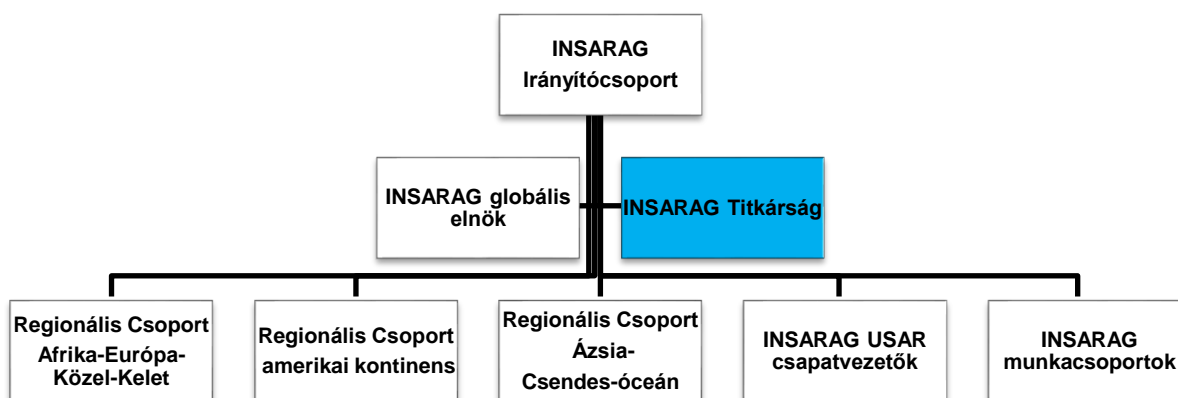 INSARAG
Irányítócsoport
INSARAG globális
elnök
INSARAG Titkárság
Regionális Csoport
Afrika-Európa-
Közel-Kelet
Regionális Csoport
amerikai kontinens
Regionális Csoport
Ázsia-
Csendes-óceán
INSARAG USAR
csapatvezetők
INSARAG
munkacsoportok